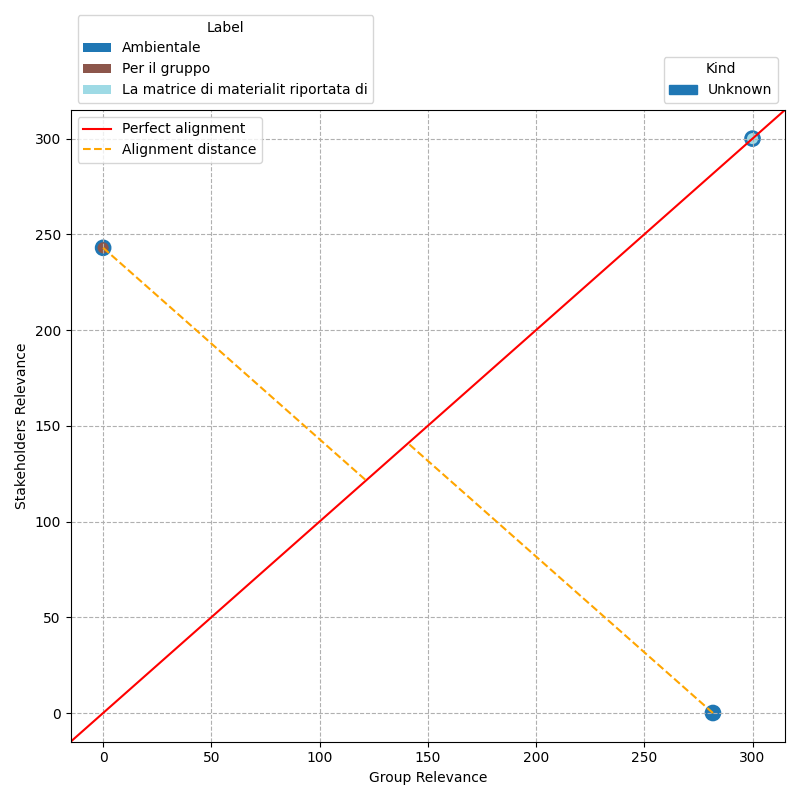 Label
Ambientale
Per il gruppo
La matrice di materialit riportata di
Kind
Unknown
Perfect alignment
Alignment distance
300
250
200
150
100
50
0
Stakeholders Relevance
0 50 100 150 200 250 300
Group Relevance